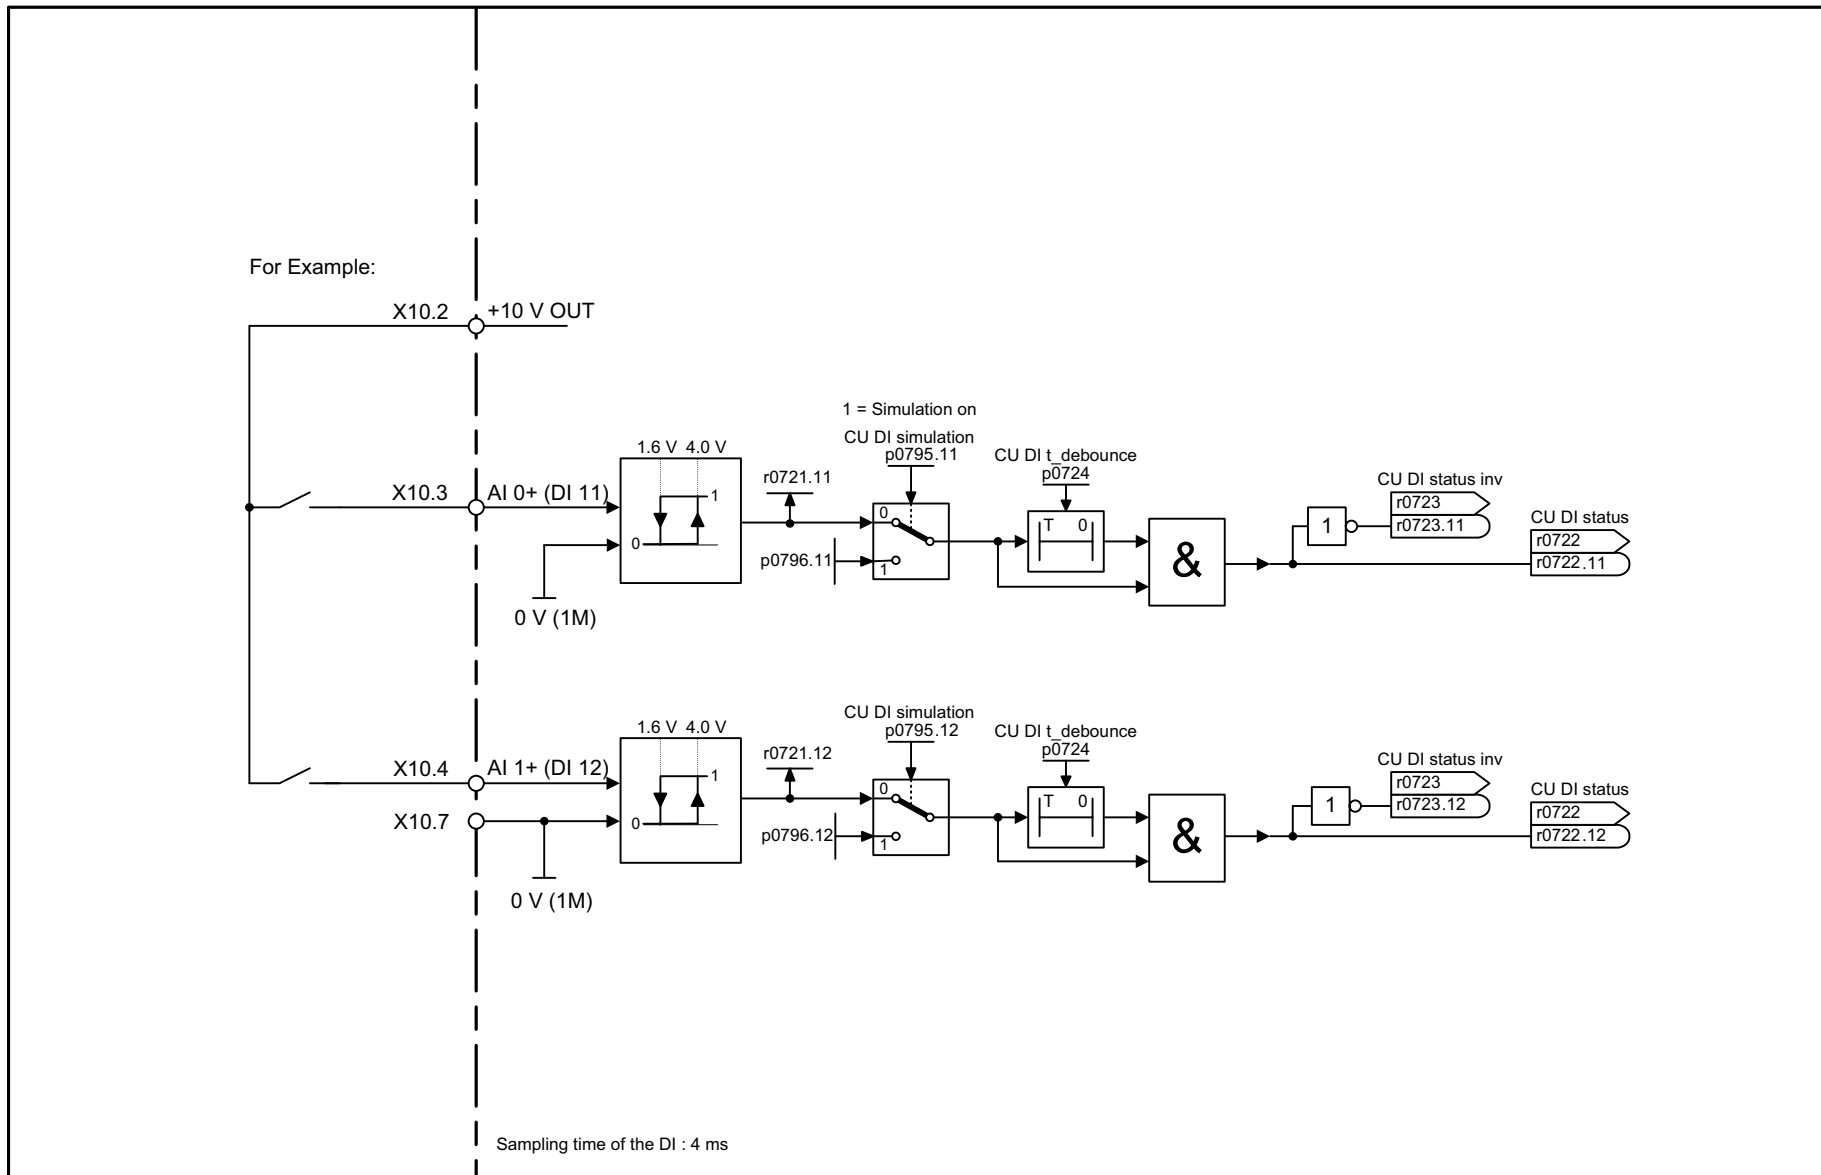 For Example:
X10.2
+10 V OUT
1 = Simulation on
CU DI simulation
p0795.11
1.6 V 4.0 V
CU DI t_debounce
p0724
r0721.11
CU DI status inv
r0723
r0723.11
X10.3
AI 0+ (DI 11)
1
0
0
T 0
1
CU DI status
r0722
r0722.11
p0796.11
1
&
0 V (1M)
CU DI simulation
p0795.12
1.6 V 4.0 V
CU DI t_debounce
p0724
r0721.12
CU DI status inv
r0723
r0723.12
X10.4
AI 1+ (DI 12)
1
0
0
T 0
1
CU DI status
r0722
r0722.12
X10.7
p0796.12
1
&
0 V (1M)
Sampling time of the DI : 4 ms